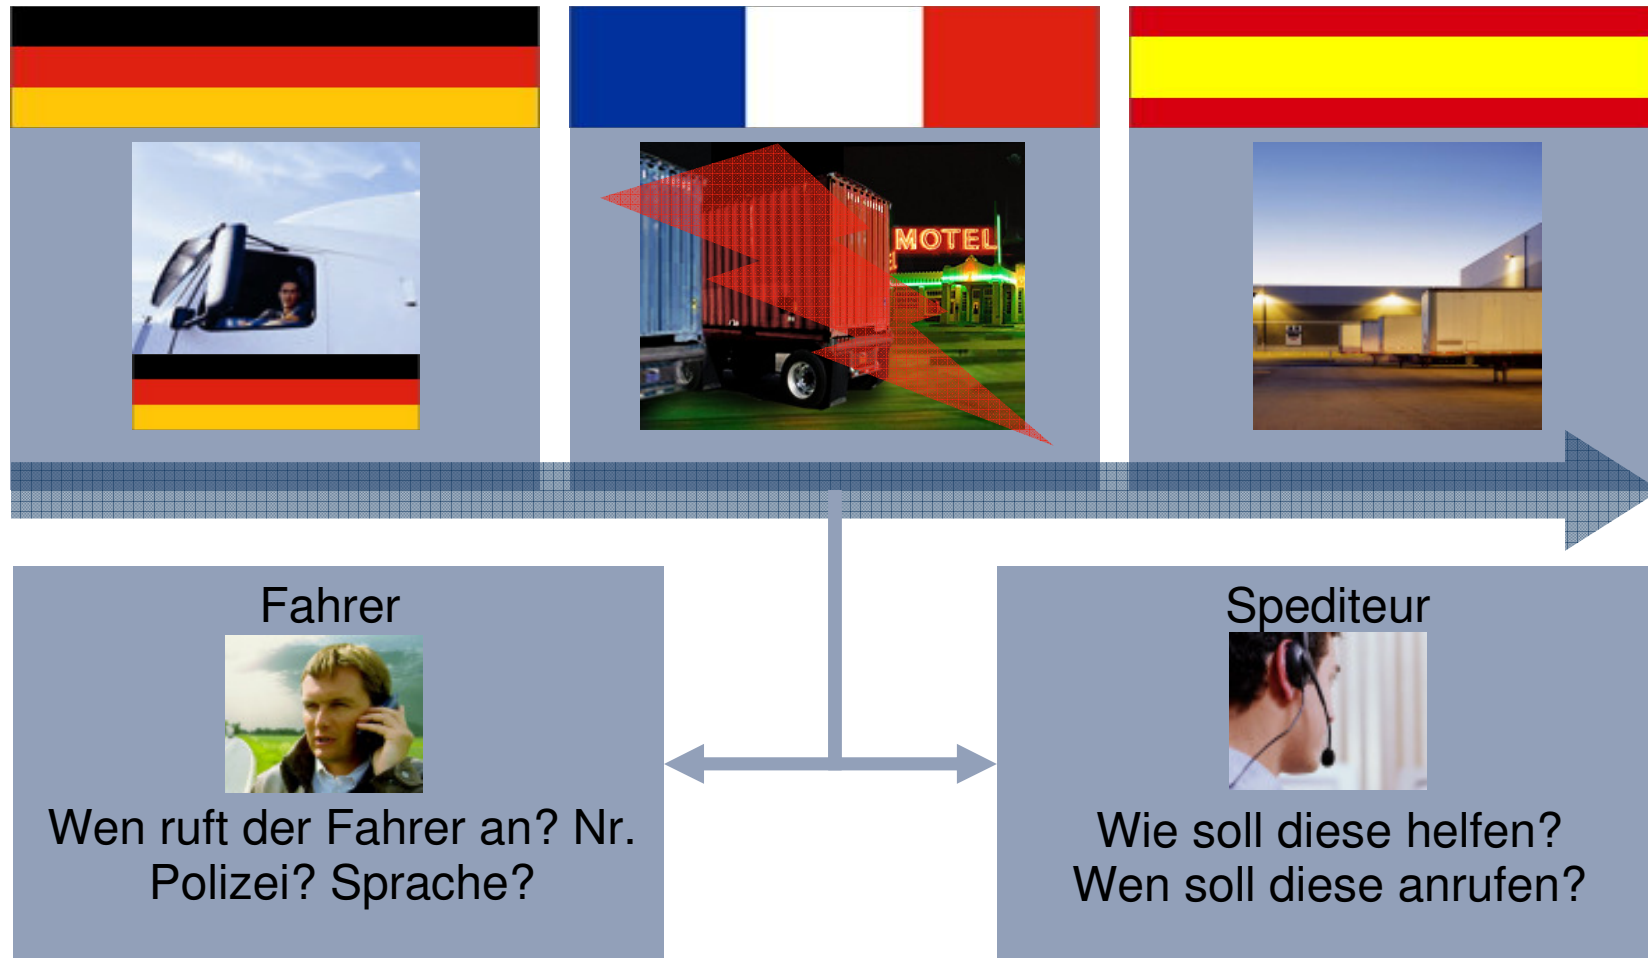 MOTEL
Fahrer
Wen ruft der Fahrer an? Nr.
Polizei? Sprache?
Spediteur
Wie soll diese helfen?
Wen soll diese anrufen?